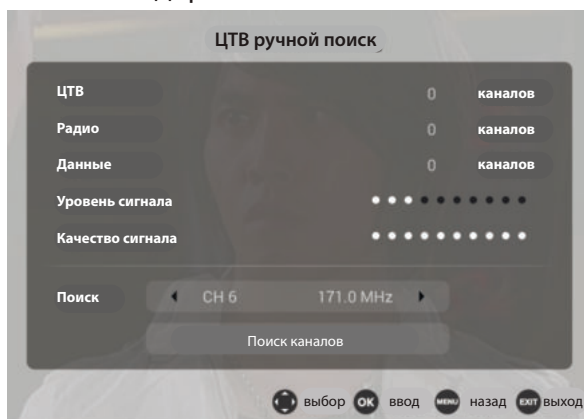 ЦТВ ручной поиск
ЦТВ 0 каналов
Радио 0 каналов
Данные 0 каналов
Уровень сигнала
Качество сигнала
Поиск CH 6 171.0 MHz
Поиск каналов
выбор OK ввод MENU назад EXIT выход